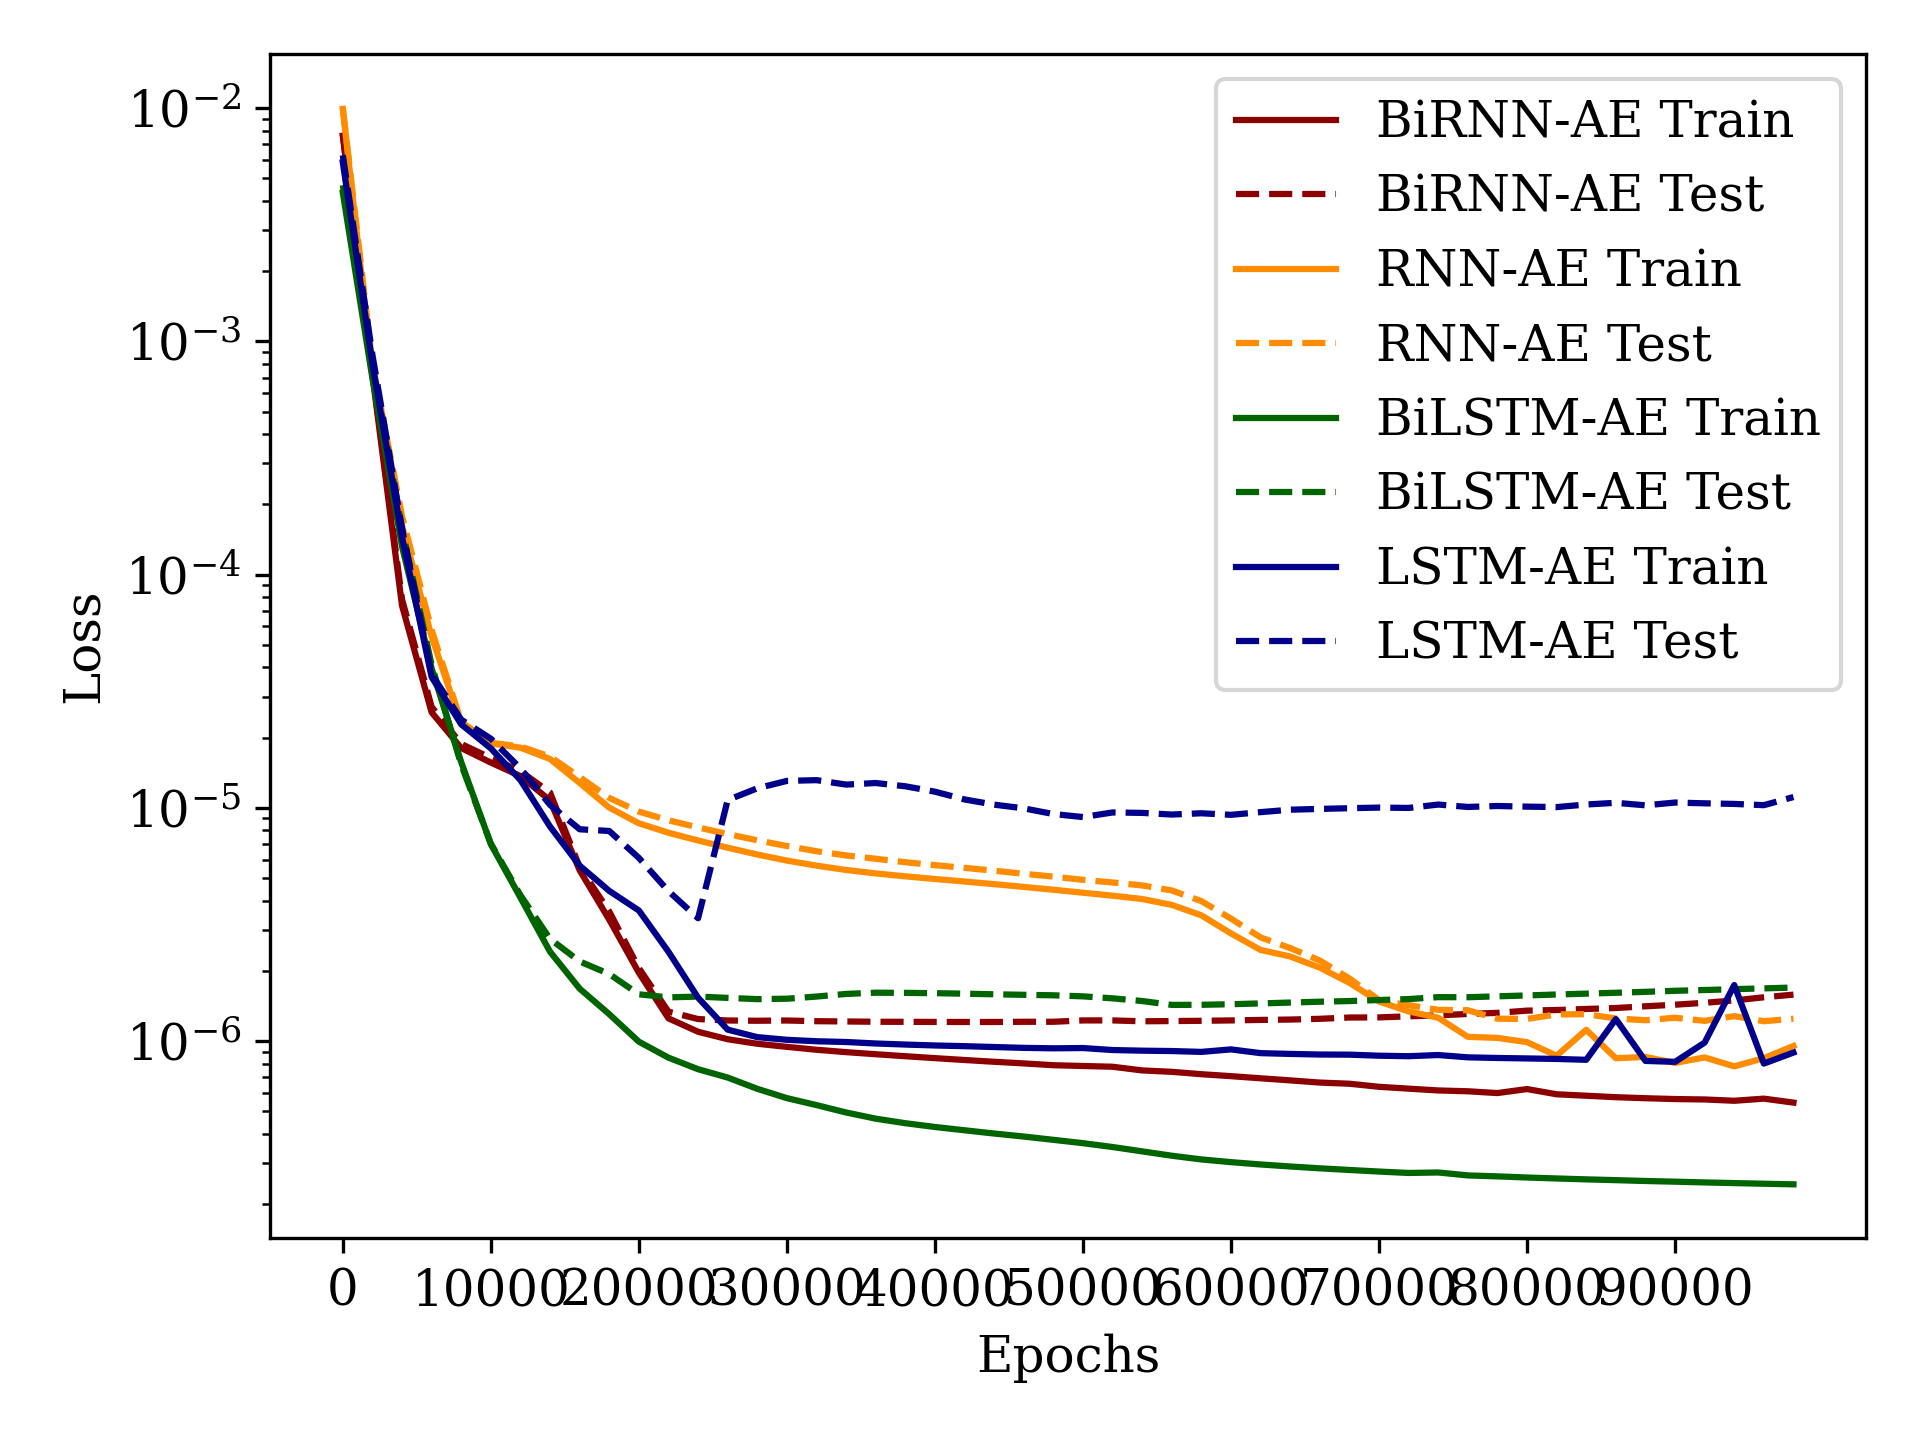 10⁻²
10⁻³
10⁻⁴
10⁻⁵
10⁻⁶
Loss
BiRNN-AE Train
BiRNN-AE Test
RNN-AE Train
RNN-AE Test
BiLSTM-AE Train
BiLSTM-AE Test
LSTM-AE Train
LSTM-AE Test
0 10000 20000 30000 40000 50000 60000 70000 80000 90000
Epochs